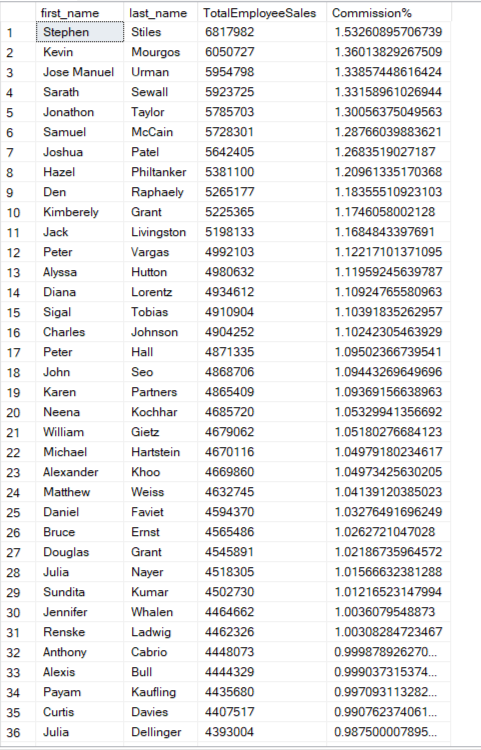 first_name last_name TotalEmployeeSales Commission%
1 Stephen Stiles 6817982 1.53260895706739
2 Kevin Mourgos 6050727 1.36013829267509
3 Jose Manuel Urman 5954798 1.33857448616424
4 Sarath Sewall 5923725 1.33158961026944
5 Jonathon Taylor 5785703 1.30056375049563
6 Samuel McCain 5728301 1.28766039883621
7 Joshua Patel 5642405 1.2683519027187
8 Hazel Philtanker 5381100 1.20961335170368
9 Den Raphaely 5265177 1.18355510923103
10 Kimberely Grant 5225365 1.1746058002128
11 Jack Livingston 5198133 1.1684843397691
12 Peter Vargas 4992103 1.12217101371095
13 Alyssa Hutton 4980632 1.11959245639787
14 Diana Lorentz 4934612 1.10924765580963
15 Sigal Tobias 4910904 1.10391835262957
16 Charles Johnson 4904252 1.10242305463929
17 Peter Hall 4871335 1.09502366739541
18 John Seo 4868706 1.09443269649696
19 Karen Partners 4865409 1.09369156638963
20 Neena Kochhar 4685720 1.05329941356692
21 William Gietz 4679062 1.05180276684123
22 Michael Hartstein 4670116 1.04979180234617
23 Alexander Khoo 4669860 1.04973425630205
24 Matthew Weiss 4632745 1.04139120385023
25 Daniel Faviet 4594370 1.03276491696249
26 Bruce Ernst 4565486 1.0262721047028
27 Douglas Grant 4545891 1.02186735964572
28 Julia Nayer 4518305 1.01566632381288
29 Sundita Kumar 4502730 1.01216523147994
30 Jennifer Whalen 4464662 1.0036079548873
31 Renske Ladwig 4462326 1.00308284723467
32 Anthony Cabrio 4448073 0.999878926270...
33 Alexis Bull 4444329 0.999037315374...
34 Payam Kaufling 4435680 0.997093113282...
35 Curtis Davies 4407517 0.990762374061...
36 Julia Dellinger 4393004 0.987500007895...